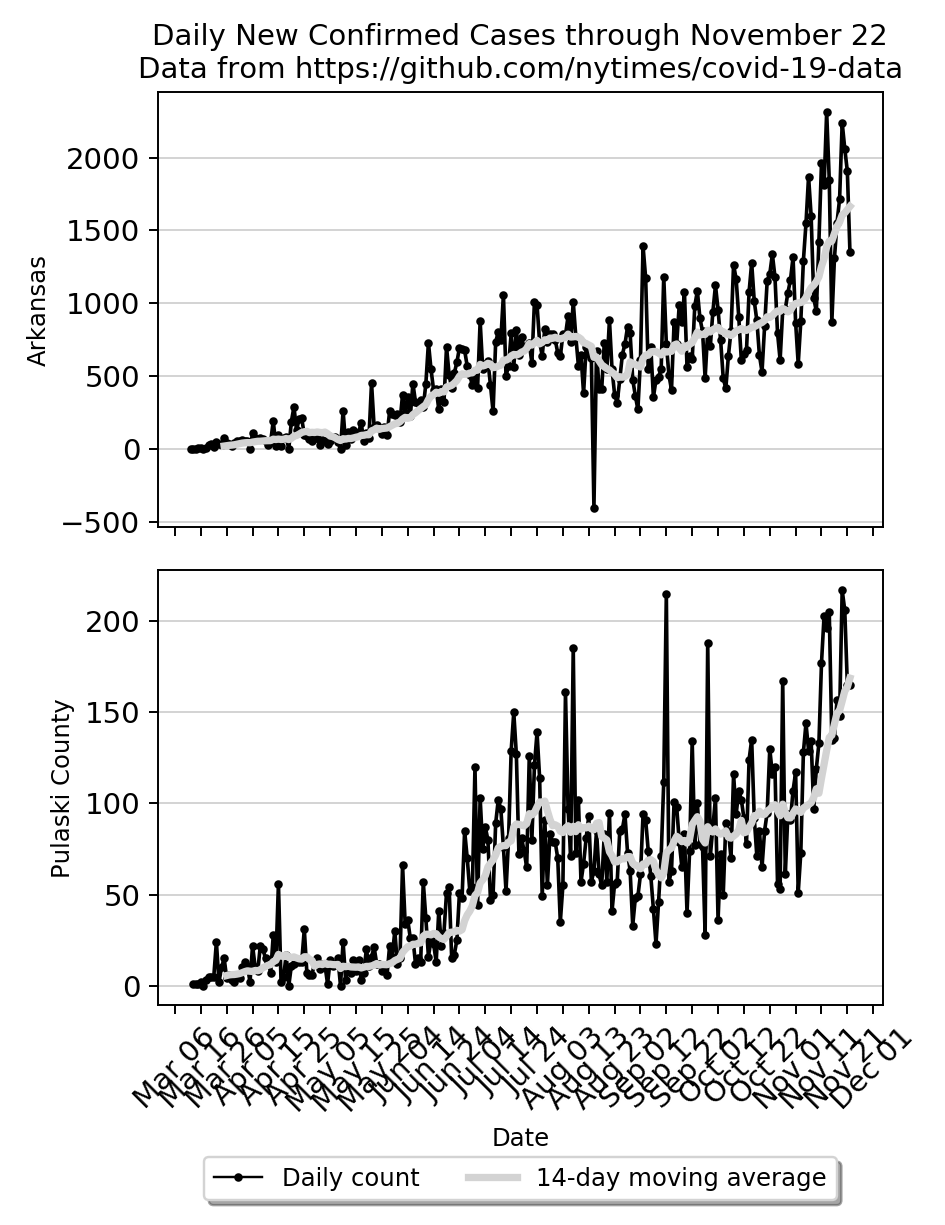 Daily New Confirmed Cases through November 22
Data from https://github.com/nytimes/covid-19-data
2000
1500
1000
500
0
−500
Arkansas
200
150
100
50
0
Pulaski County
Mar 06
Mar 16
Mar 26
Apr 05
Apr 15
Apr 25
May 05
May 15
May 25
Jun 04
Jun 14
Jun 24
Jul 04
Jul 14
Jul 24
Aug 03
Aug 13
Aug 23
Sep 02
Sep 12
Sep 22
Oct 02
Oct 12
Oct 22
Nov 01
Nov 11
Nov 21
Dec 01
Date
Daily count
14-day moving average